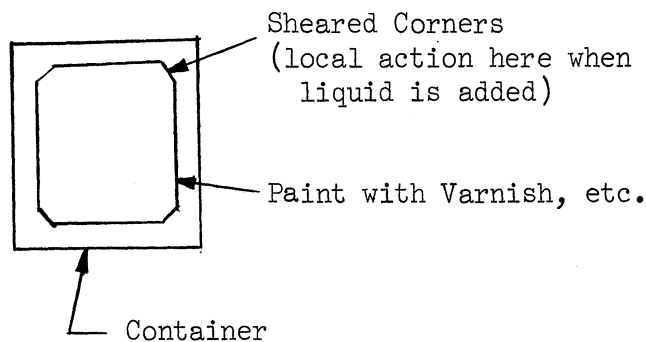 Sheared Corners
(local action here when
liquid is added)
Paint with Varnish, etc.
Container